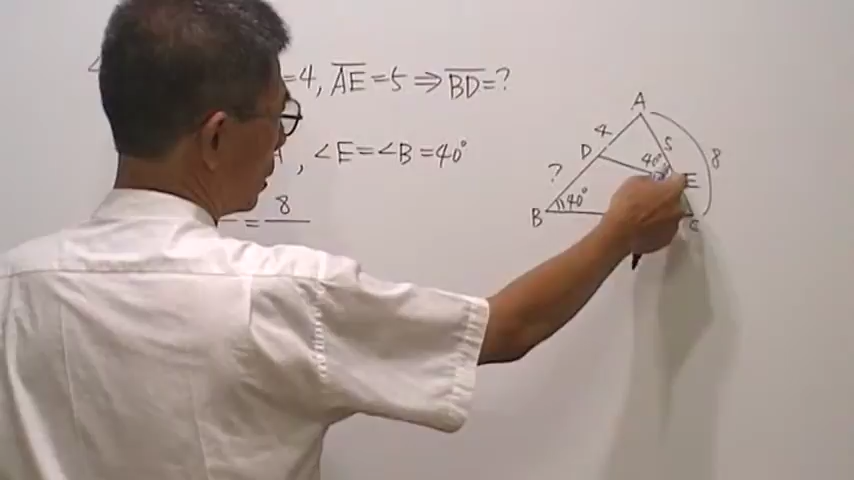 =4, AE=5⇒BD=?
A, ∠E=∠B=40°
= 8
A
4
5
8
D
40°
E
?
40°
B
C